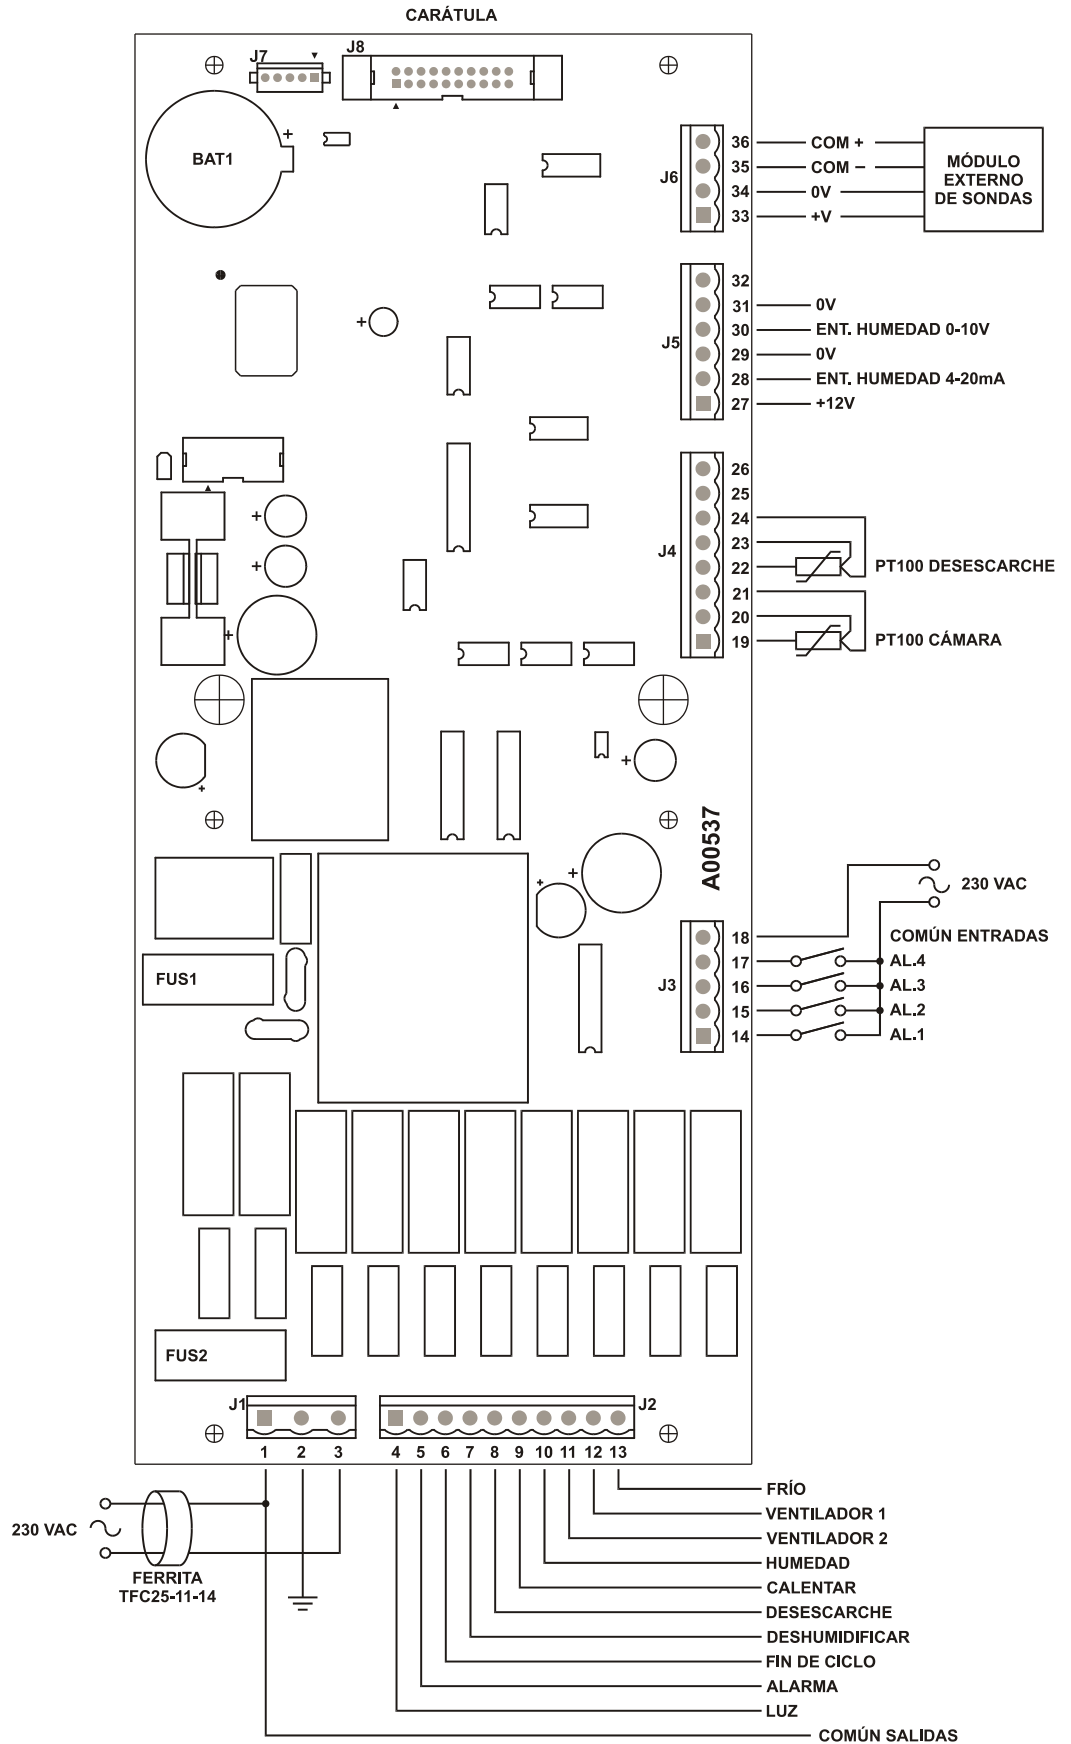 CARÁTULA
J7
J8
BAT1
+
J6
36 COM +
35 COM –
34 0V
33 +V
MÓDULO
EXTERNO
DE SONDAS
+
J5
32
31 0V
30 ENT. HUMEDAD 0-10V
29 0V
28 ENT. HUMEDAD 4-20mA
27 +12V
J4
26
25
24
23
22
21
20
19
PT100 DESESCARCHE
PT100 CÁMARA
+
+
+
+
+
A00537
+
+
230 VAC
COMÚN ENTRADAS
J3
18
17 AL.4
16 AL.3
15 AL.2
14 AL.1
FUS1
FUS2
J1
J2
1 2 3 4 5 6 7 8 9 10 11 12 13
230 VAC
FERRITA
TFC25-11-14
FRÍO
VENTILADOR 1
VENTILADOR 2
HUMEDAD
CALENTAR
DESESCARCHE
DESHUMIDIFICAR
FIN DE CICLO
ALARMA
LUZ
COMÚN SALIDAS